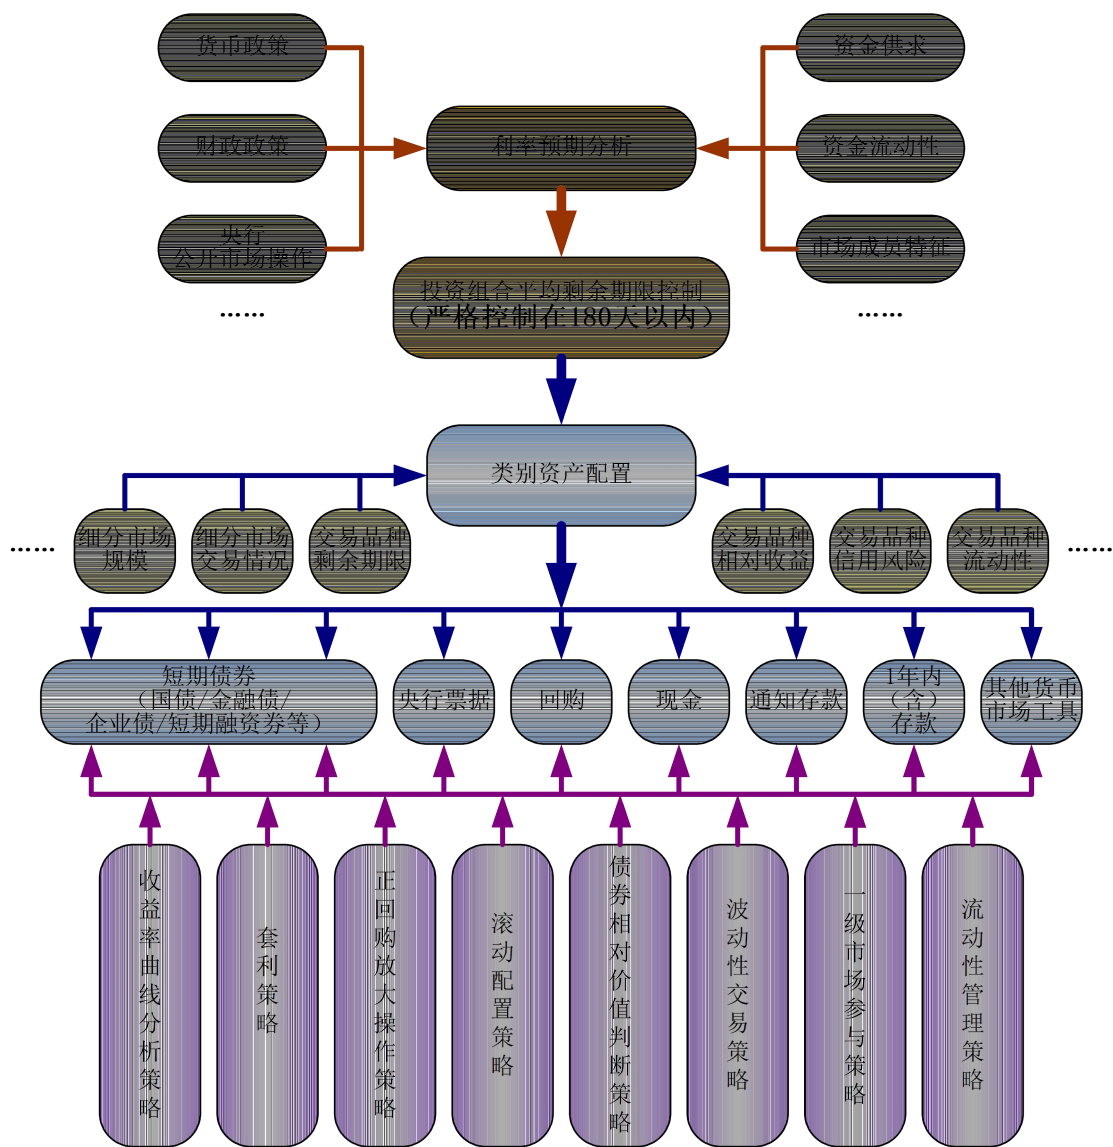 货币政策
资金供求
利率预期分析
财政政策
资金流动性
央行
公开市场操作
市场成员特征
……
……
投资组合平均剩余期限控制
（严格控制在180天以内）
类别资产配置
……
细分市场
规模
细分市场
交易情况
交易品种
剩余期限
交易品种
相对收益
交易品种
信用风险
交易品种
流动性
……
短期债券
（国债/金融债/
企业债/短期融资券等）
央行票据
回购
现金
通知存款
1年内
（含）
存款
其他货币
市场工具
收益率曲线分析策略
套利策略
正回购放大操作策略
滚动配置策略
债券相对价值判断策略
波动性交易策略
一级市场参与策略
流动性管理策略